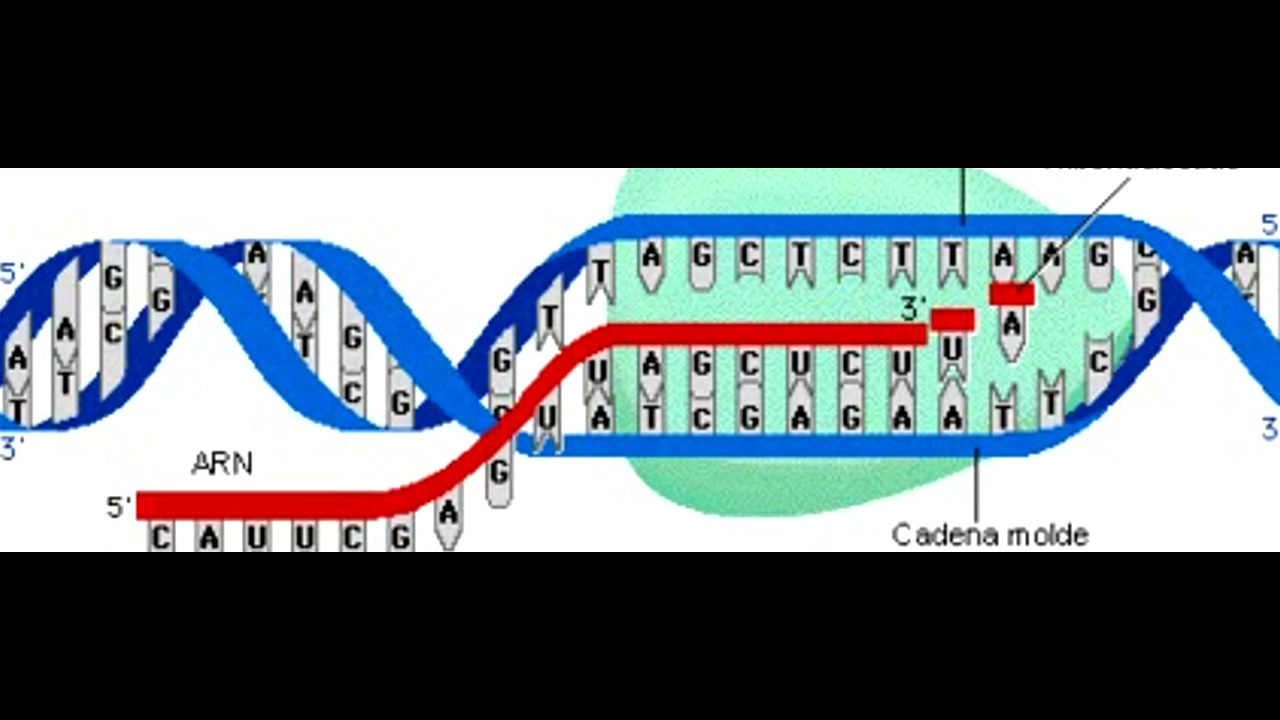 5' G A 5'
A G A T A G C T C T T A A G G A
A C T G T T 3' A
T C G G U A G C U C U U C
3' U A T C G A G A A T T 3'
ARN G
5' A
C A U U C G Cadena molde